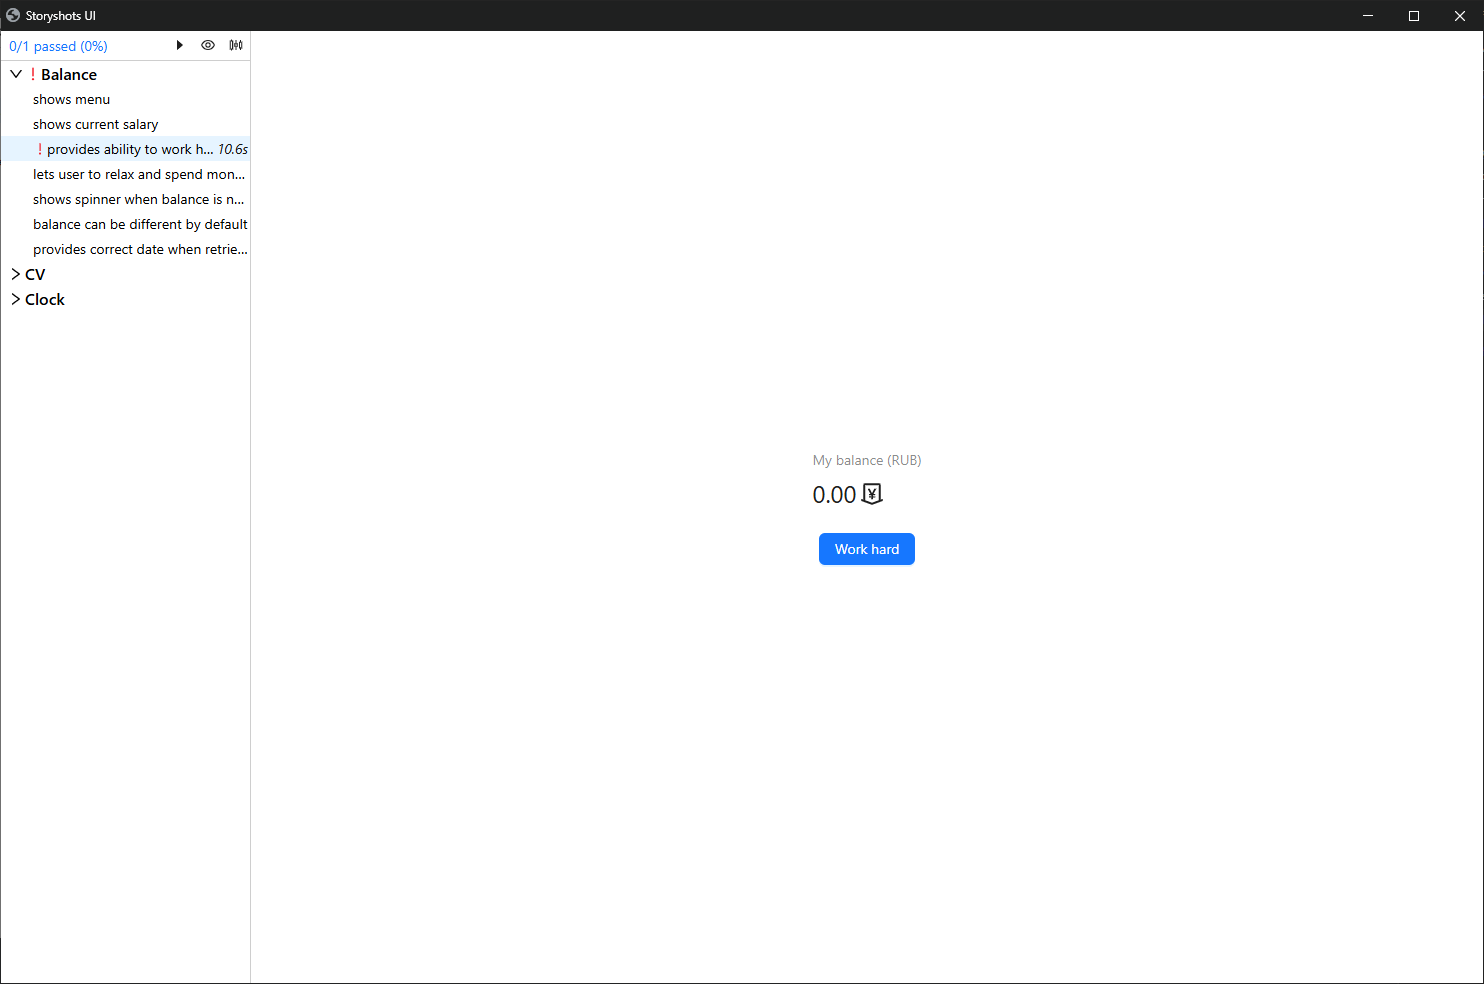 Storyshots UI
0/1 passed (0%)
! Balance
shows menu
shows current salary
! provides ability to work h... 10.6s
lets user to relax and spend mon...
shows spinner when balance is n...
balance can be different by default
provides correct date when retrie...
CV
Clock
My balance (RUB)
0.00 ¥
Work hard